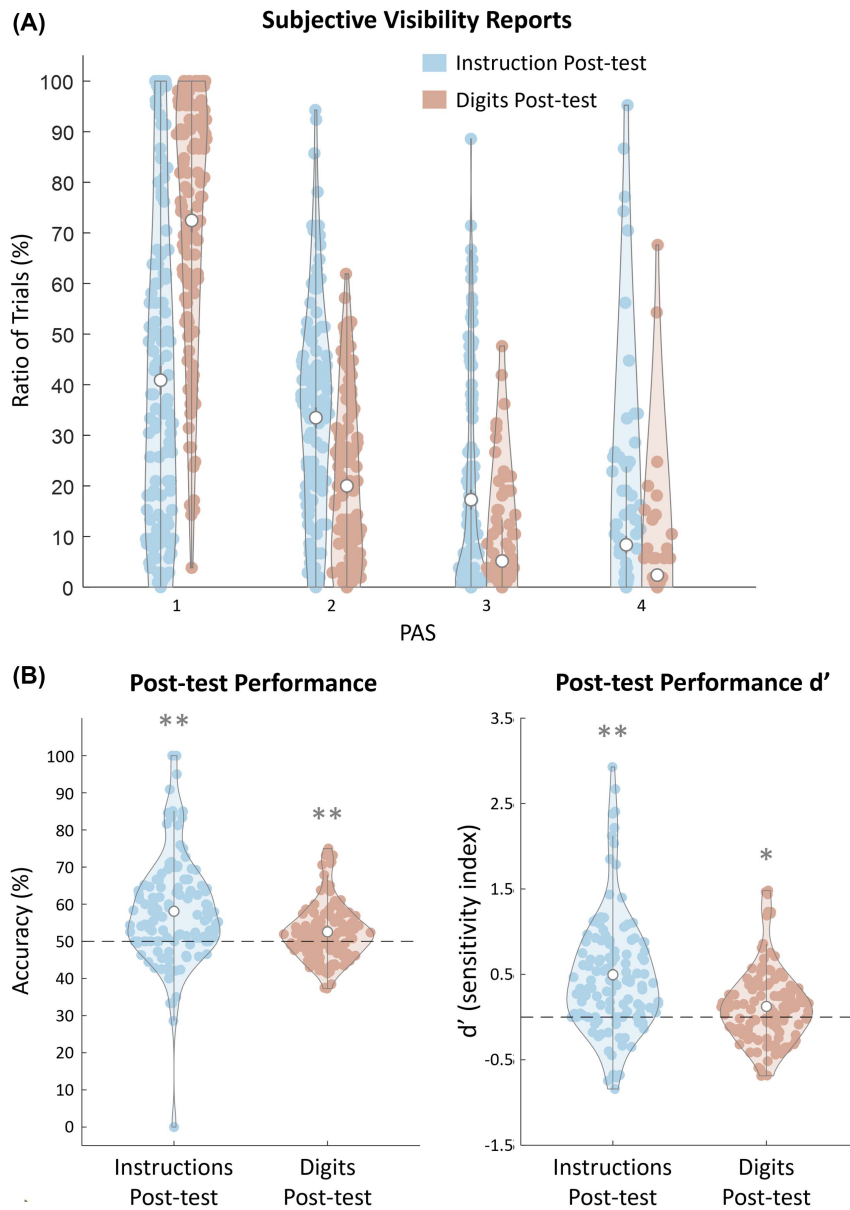 (A)
Subjective Visibility Reports
Instruction Post-test
Digits Post-test
Ratio of Trials (%)
100
90
80
70
60
50
40
30
20
10
0
1 2 3 4
PAS
(B)
Post-test Performance
**
**
Accuracy (%)
100
90
80
70
60
50
40
30
20
10
0
Instructions
Post-test
Digits
Post-test
Post-test Performance d’
**
*
d’ (sensitivity index)
3.5
2.5
1.5
0.5
-0.5
-1.5
Instructions
Post-test
Digits
Post-test